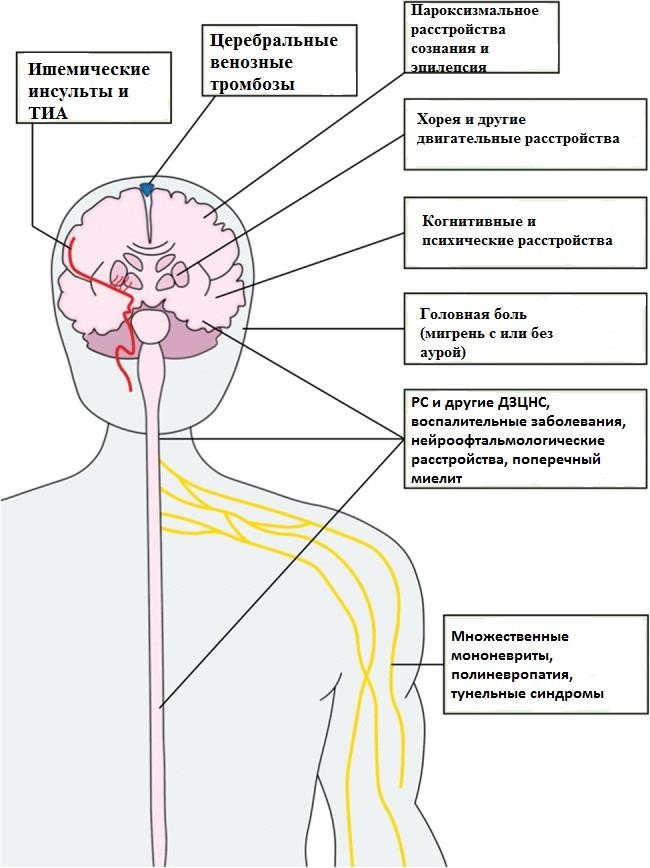 Пароксизмальное
расстройства
сознания и
эпилепсия
Церебральные
венозные
тромбозы
Ишемические
инсульты и
ТИА
Хорея и другие
двигательные расстройства
Когнитивные и
психические расстройства
Головная боль
(мигрень с или без
аурой)
РС и другие ДЗЦНС,
воспалительные заболевания,
нейроофтальмологические
расстройства, поперечный
миелит
Множественные
мононевриты,
полиневропатия,
тунельные синдромы